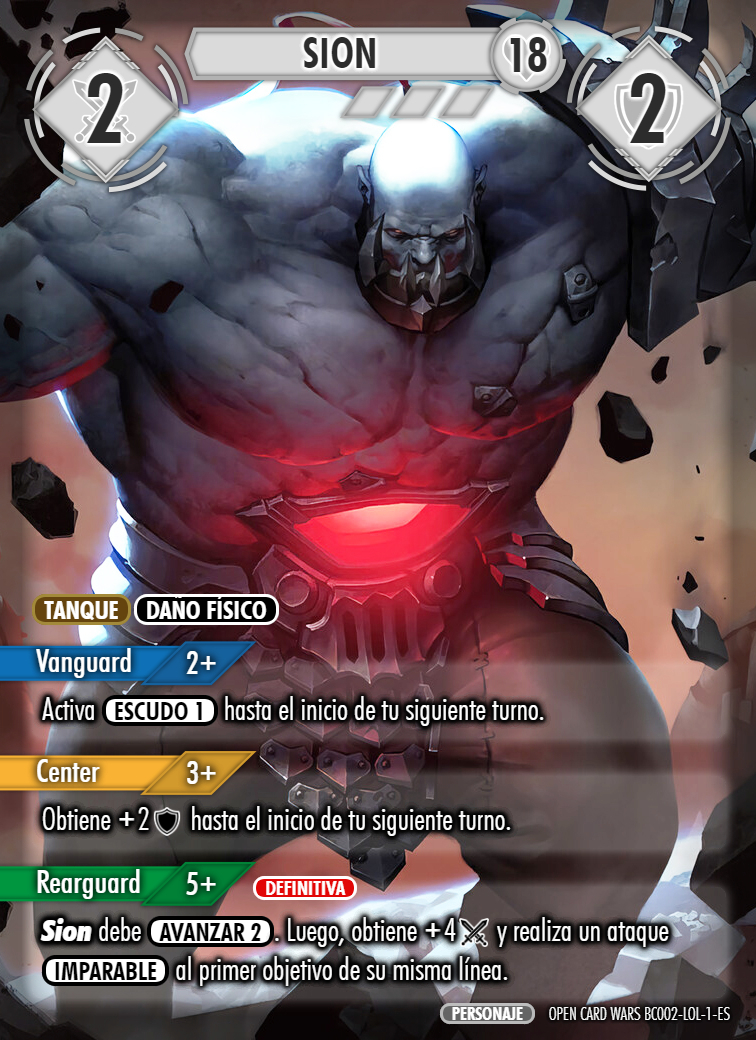 SION
18
2
2
TANQUE DAÑO FÍSICO
Vanguard 2+
Activa ESCUDO 1 hasta el inicio de tu siguiente turno.
Center 3+
Obtiene +2 hasta el inicio de tu siguiente turno.
Rearguard 5+ DEFINITIVA
Sion debe AVANZAR 2. Luego, obtiene +4 y realiza un ataque
IMPARABLE al primer objetivo de su misma línea.
PERSONAJE OPEN CARD WARS BC002-LOL-1-ES